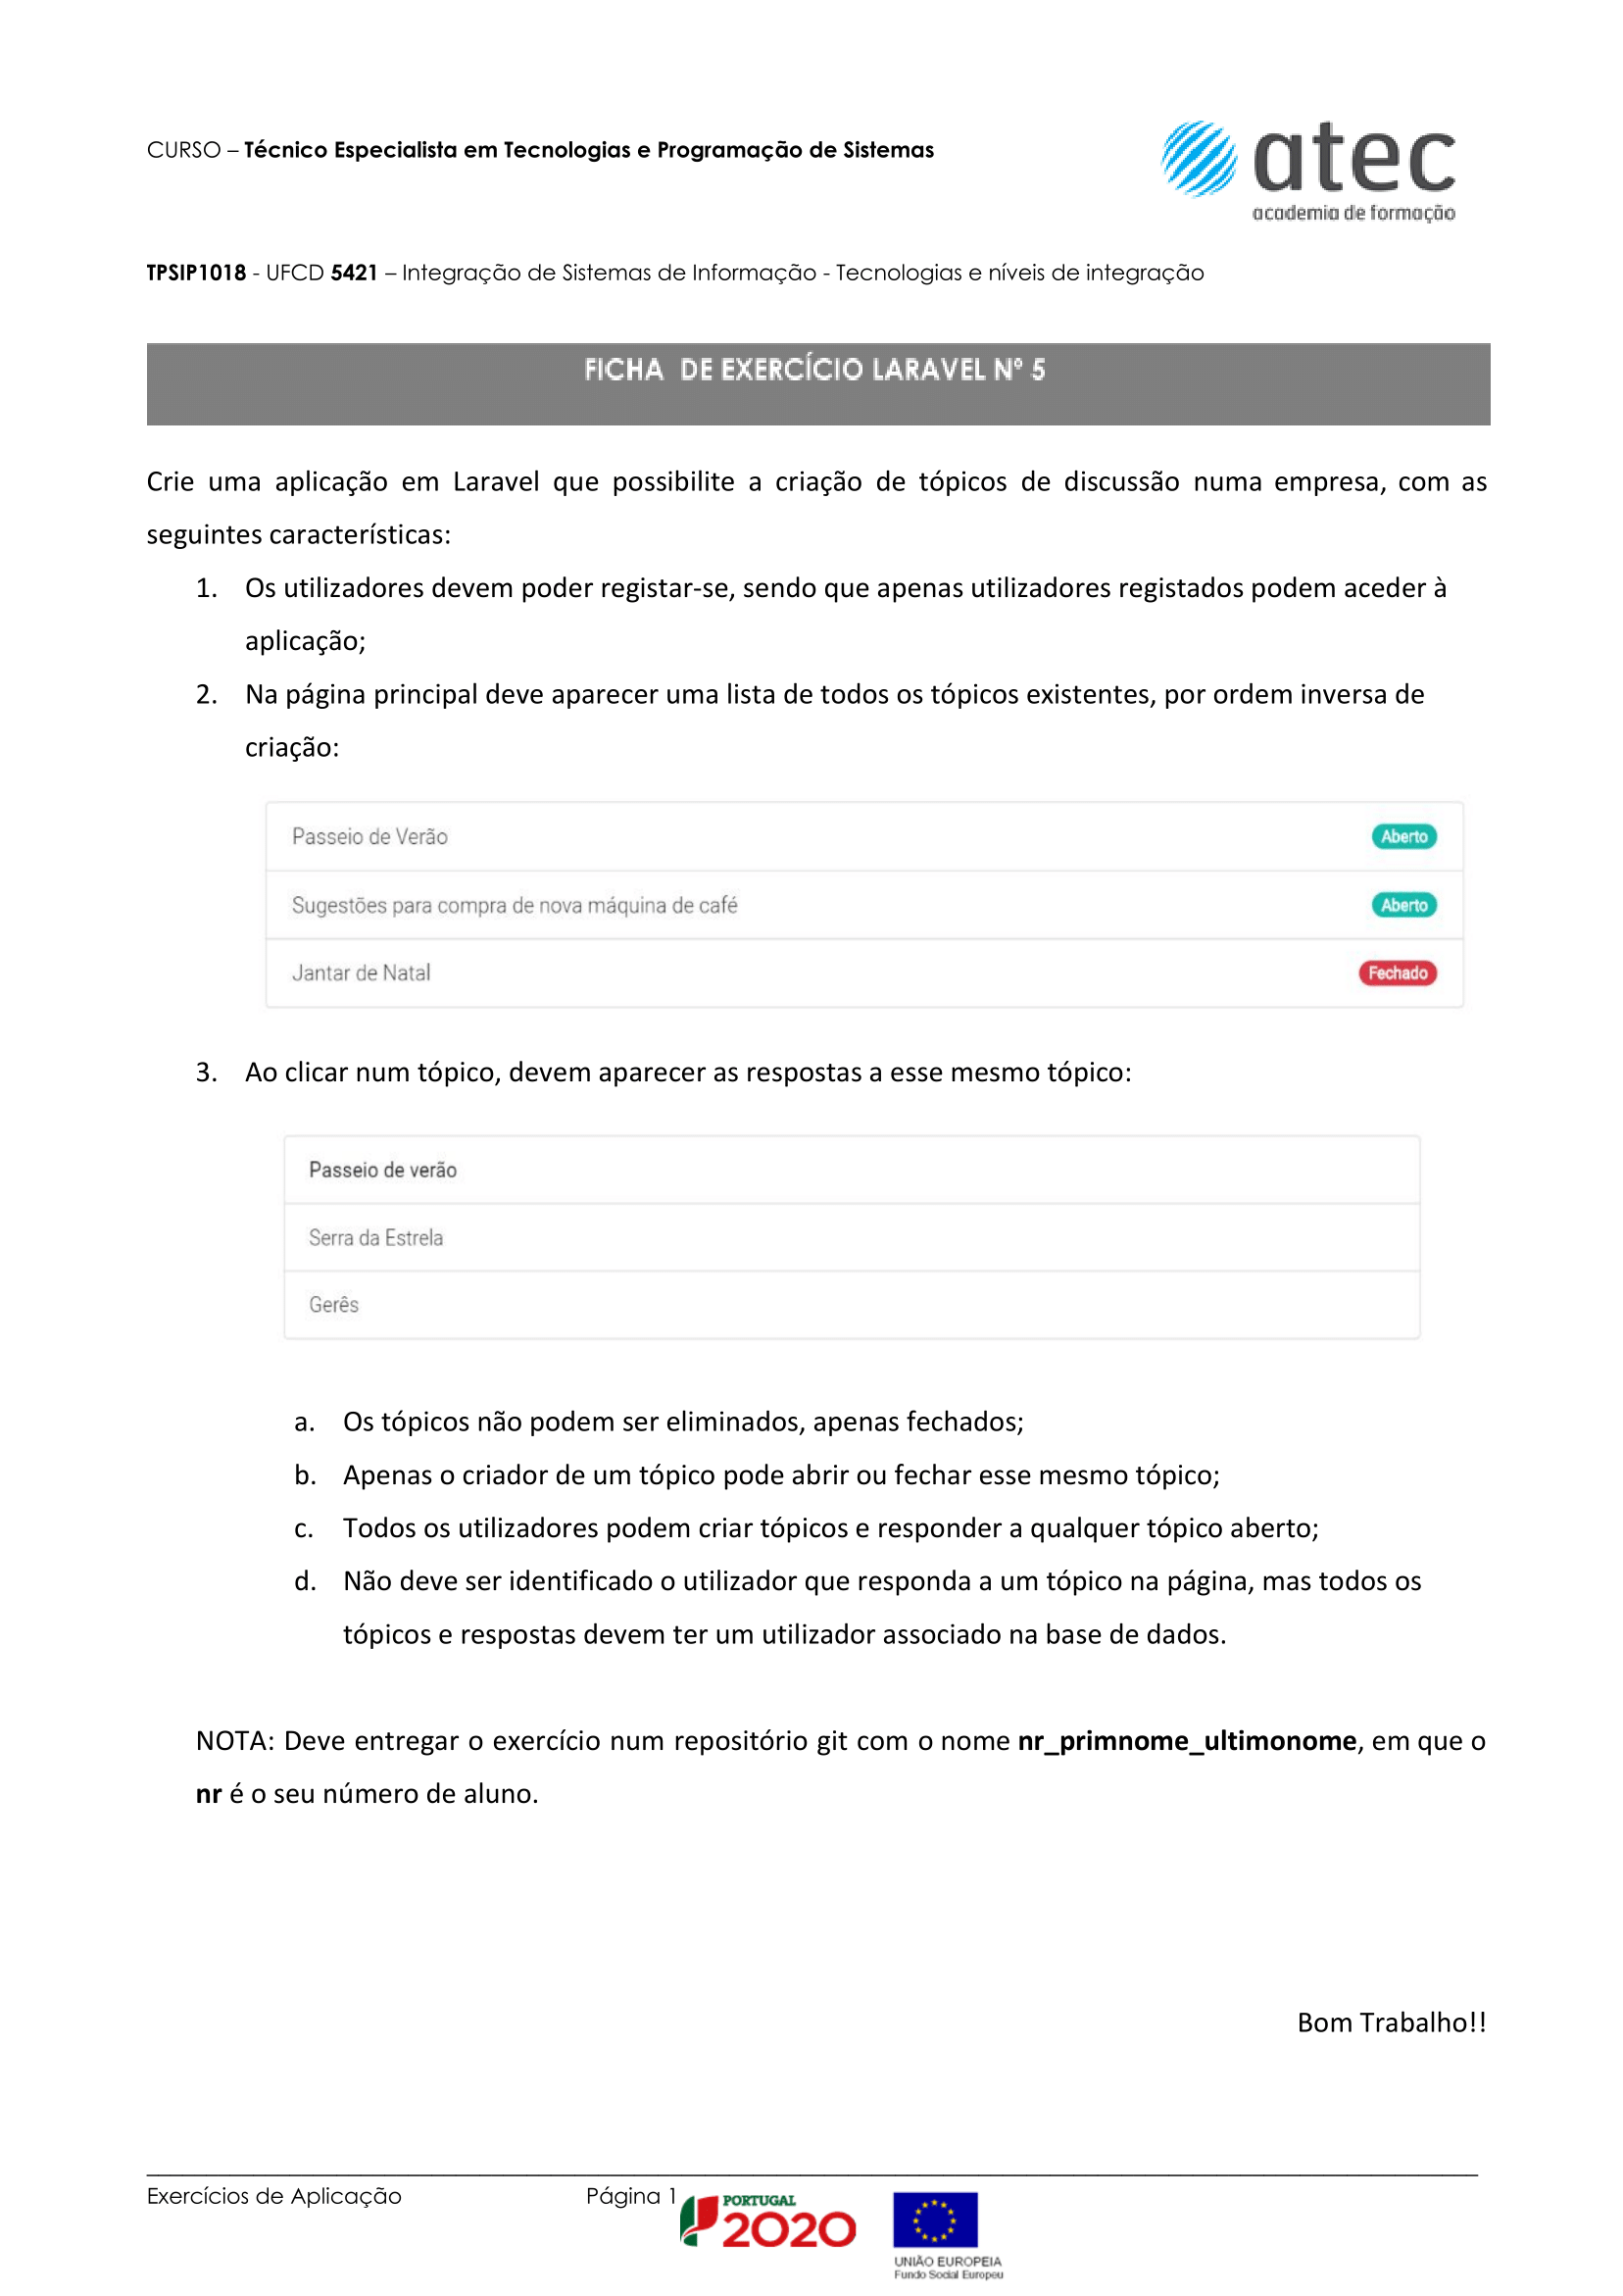 CURSO – Técnico Especialista em Tecnologias e Programação de Sistemas
atec
academia de formação
TPSIP1018 - UFCD 5421 – Integração de Sistemas de Informação - Tecnologias e níveis de integração
FICHA DE EXERCÍCIO LARAVEL Nº 5
Crie uma aplicação em Laravel que possibilite a criação de tópicos de discussão numa empresa, com as
seguintes características:
1. Os utilizadores devem poder registar-se, sendo que apenas utilizadores registados podem aceder à
aplicação;
2. Na página principal deve aparecer uma lista de todos os tópicos existentes, por ordem inversa de
criação:
Passeio de Verão Aberto
Sugestões para compra de nova máquina de café Aberto
Jantar de Natal Fechado
3. Ao clicar num tópico, devem aparecer as respostas a esse mesmo tópico:
Passeio de verão
Serra da Estrela
Gerês
a. Os tópicos não podem ser eliminados, apenas fechados;
b. Apenas o criador de um tópico pode abrir ou fechar esse mesmo tópico;
c. Todos os utilizadores podem criar tópicos e responder a qualquer tópico aberto;
d. Não deve ser identificado o utilizador que responda a um tópico na página, mas todos os
tópicos e respostas devem ter um utilizador associado na base de dados.
NOTA: Deve entregar o exercício num repositório git com o nome nr_primnome_ultimonome, em que o
nr é o seu número de aluno.
Bom Trabalho!!
Exercícios de Aplicação Página 1
PORTUGAL
2020
UNIÃO EUROPEIA
Fundo Social Europeu